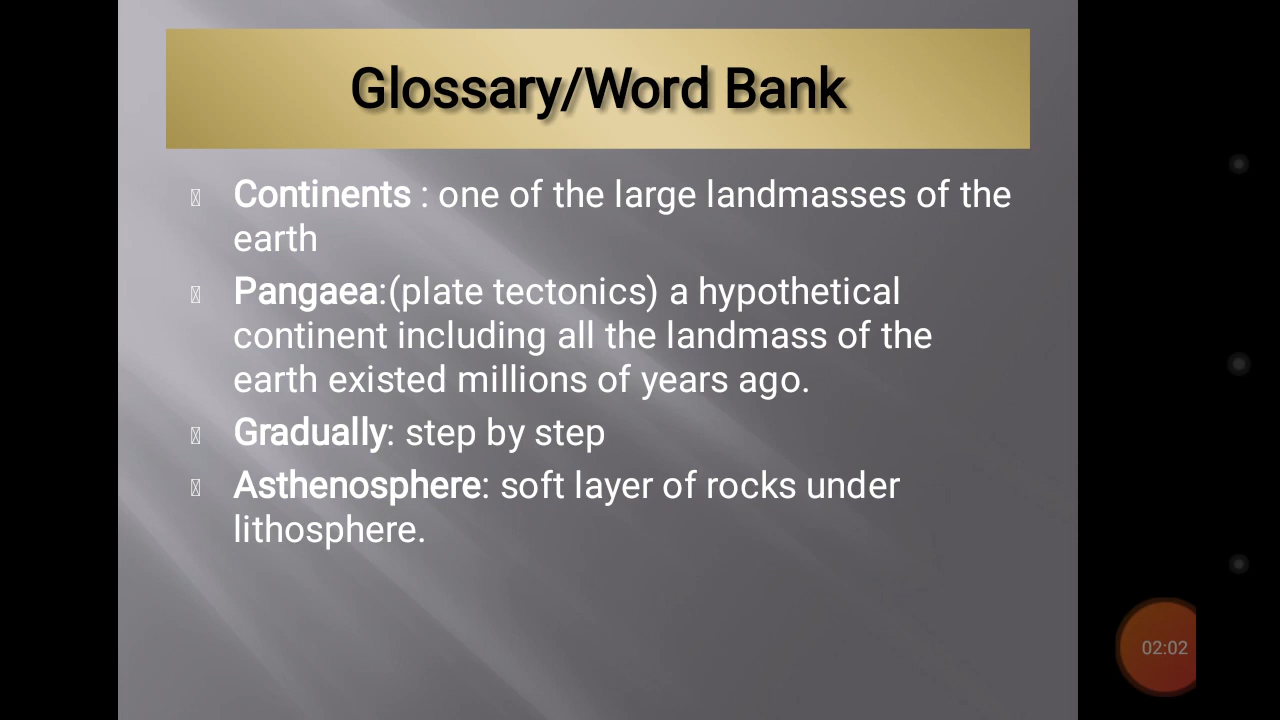 Glossary/Word Bank
Continents : one of the large landmasses of the
earth
Pangaea:(plate tectonics) a hypothetical
continent including all the landmass of the
earth existed millions of years ago.
Gradually: step by step
Asthenosphere: soft layer of rocks under
lithosphere.
02:02